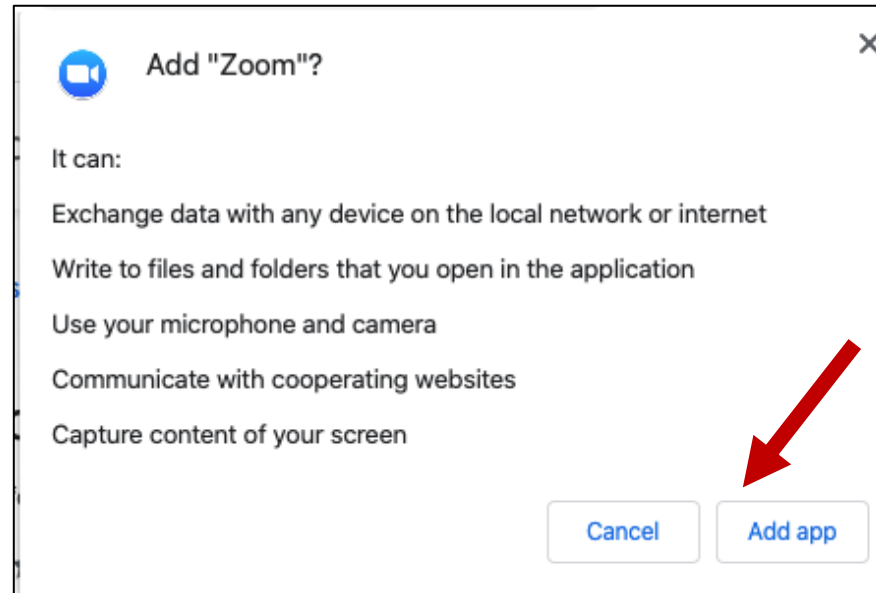 Add "Zoom"?
It can:
Exchange data with any device on the local network or internet
Write to files and folders that you open in the application
Use your microphone and camera
Communicate with cooperating websites
Capture content of your screen
Cancel
Add app